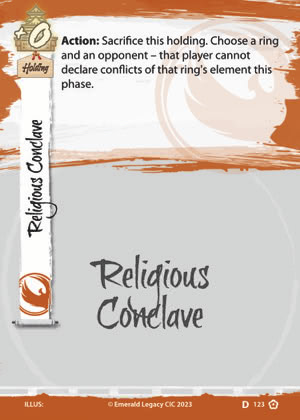 +0
Holding
Action: Sacrifice this holding. Choose a ring
and an opponent – that player cannot
declare conflicts of that ring's element this
phase.
Religious Conclave
Religious
Conclave
ILLUS:
© Emerald Legacy CIC 2023
D 123